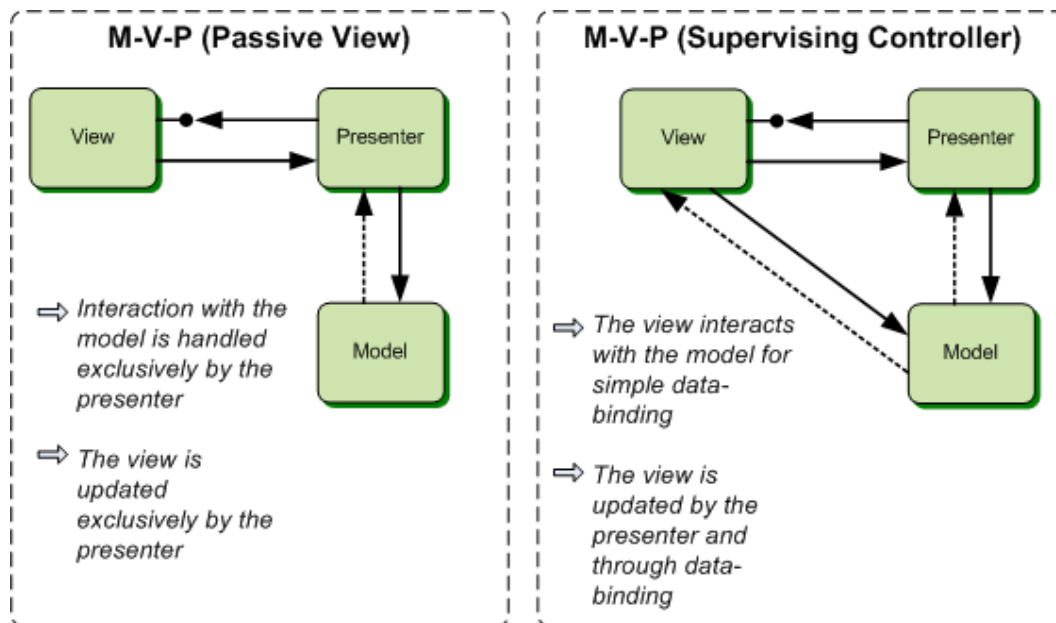 M-V-P (Passive View)
View
Presenter
Model
Interaction with the
model is handled
exclusively by the
presenter
The view is
updated
exclusively by the
presenter
M-V-P (Supervising Controller)
View
Presenter
Model
The view interacts
with the model for
simple data-
binding
The view is
updated by the
presenter and
through data-
binding